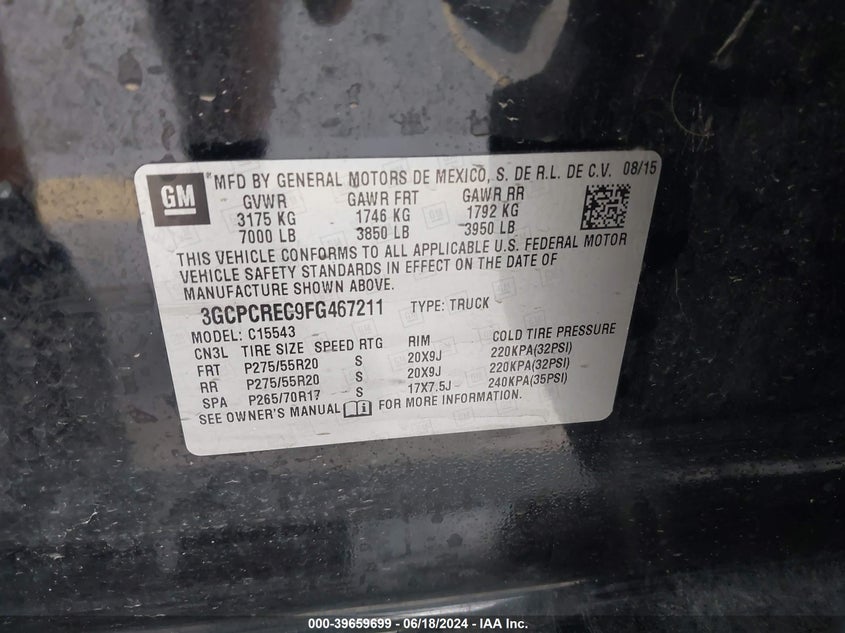 GM ® MFD BY GENERAL MOTORS DE MEXICO, S. DE R.L. DE C.V. 08/15
GVWR GAWR FRT GAWR RR
3175 KG 1746 KG 1792 KG
7000 LB 3850 LB 3950 LB
THIS VEHICLE CONFORMS TO ALL APPLICABLE U.S. FEDERAL MOTOR
VEHICLE SAFETY STANDARDS IN EFFECT ON THE DATE OF
MANUFACTURE SHOWN ABOVE.
3GCPCREC9FG467211 TYPE: TRUCK
MODEL: C15543
CN3L TIRE SIZE SPEED RTG RIM COLD TIRE PRESSURE
FRT P275/55R20 S 20X9J 220KPA(32PSI)
RR P275/55R20 S 20X9J 220KPA(32PSI)
SPA P265/70R17 S 17X7.5J 240KPA(35PSI)
SEE OWNER'S MANUAL FOR MORE INFORMATION.
000-39659699 - 06/18/2024 - IAA Inc.